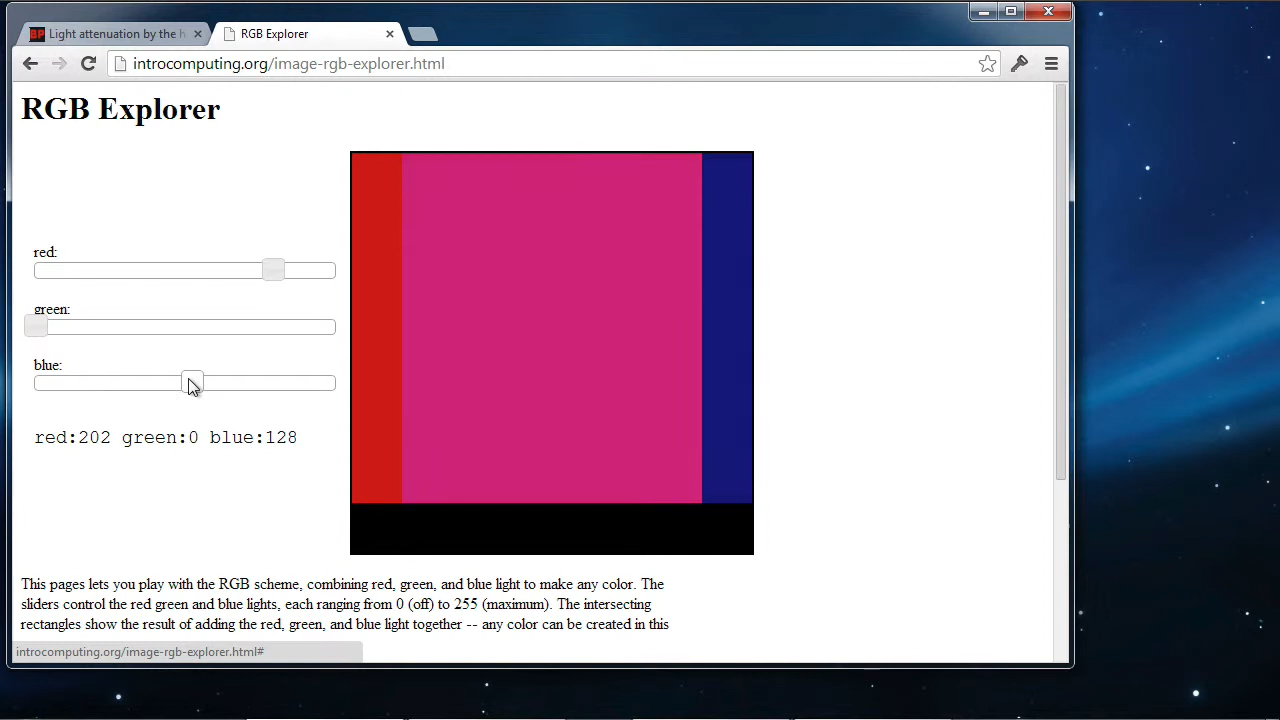 BP Light attenuation by the h
RGB Explorer
introcomputing.org/image-rgb-explorer.html
RGB Explorer
red:
green:
blue:
red:202 green:0 blue:128
This pages lets you play with the RGB scheme, combining red, green, and blue light to make any color. The
sliders control the red green and blue lights, each ranging from 0 (off) to 255 (maximum). The intersecting
rectangles show the result of adding the red, green, and blue light together -- any color can be created in this
introcomputing.org/image-rgb-explorer.html#